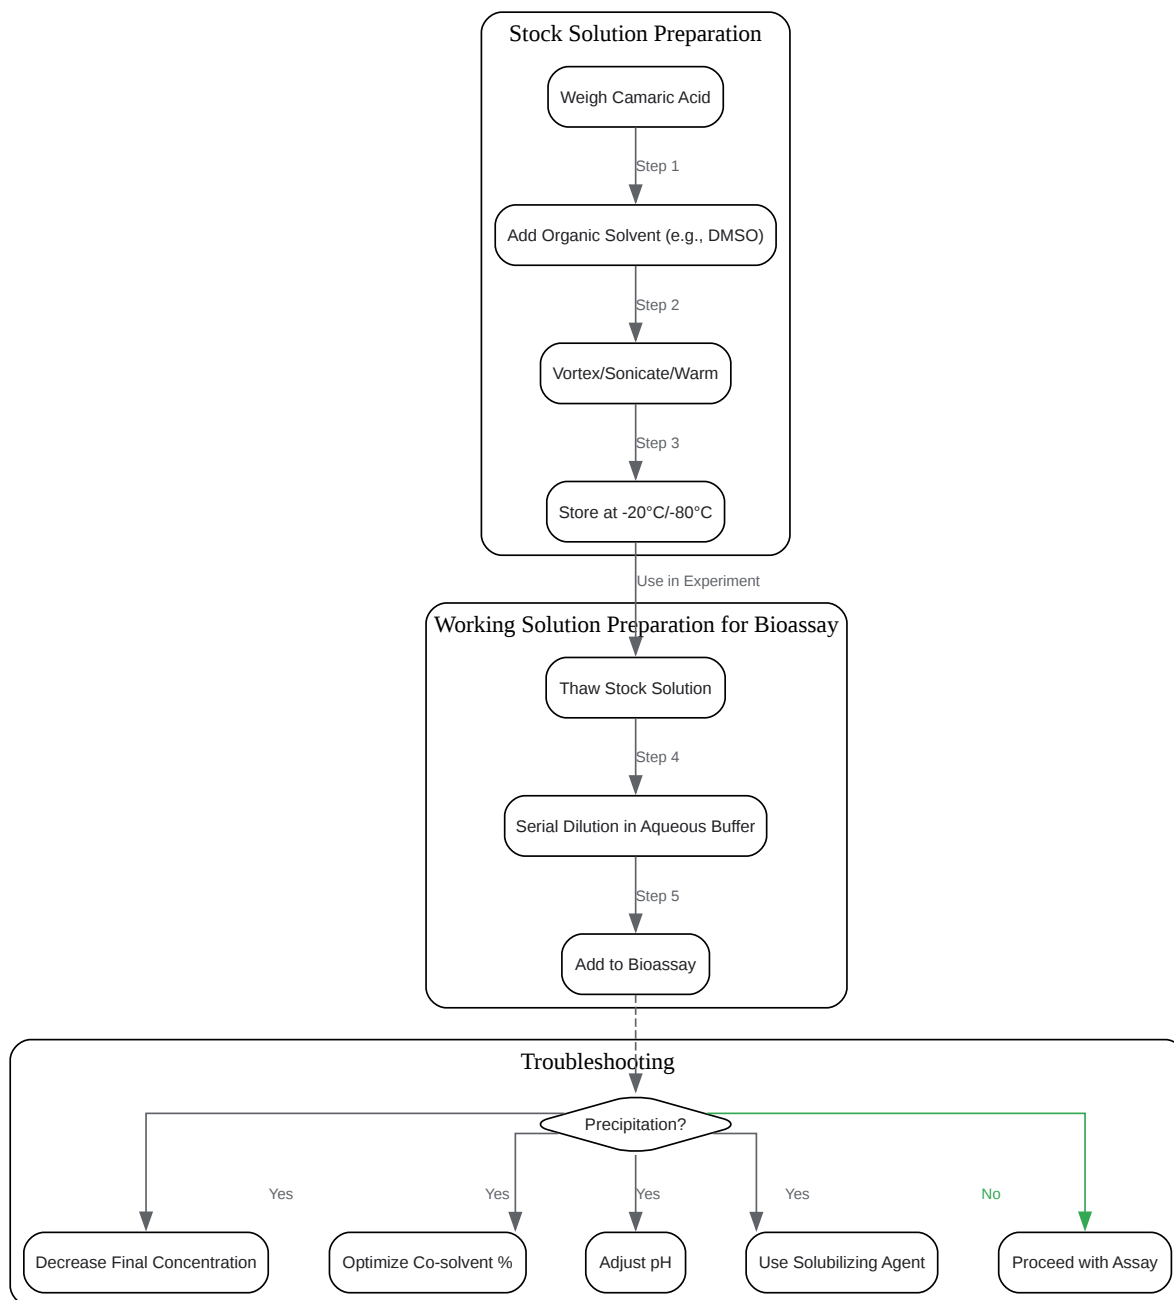 Stock Solution Preparation
Weigh Camaric Acid
Step 1
Add Organic Solvent (e.g., DMSO)
Step 2
Vortex/Sonicate/Warm
Step 3
Store at -20°C/-80°C
Use in Experiment
Working Solution Preparation for Bioassay
Thaw Stock Solution
Step 4
Serial Dilution in Aqueous Buffer
Step 5
Add to Bioassay
Troubleshooting
Precipitation?
Yes
Yes
Yes
Yes
No
Decrease Final Concentration
Optimize Co-solvent %
Adjust pH
Use Solubilizing Agent
Proceed with Assay